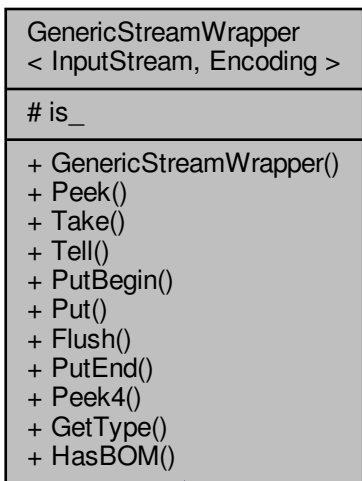 GenericStreamWrapper
< InputStream, Encoding >
# is_
+ GenericStreamWrapper()
+ Peek()
+ Take()
+ Tell()
+ PutBegin()
+ Put()
+ Flush()
+ PutEnd()
+ Peek4()
+ GetType()
+ HasBOM()